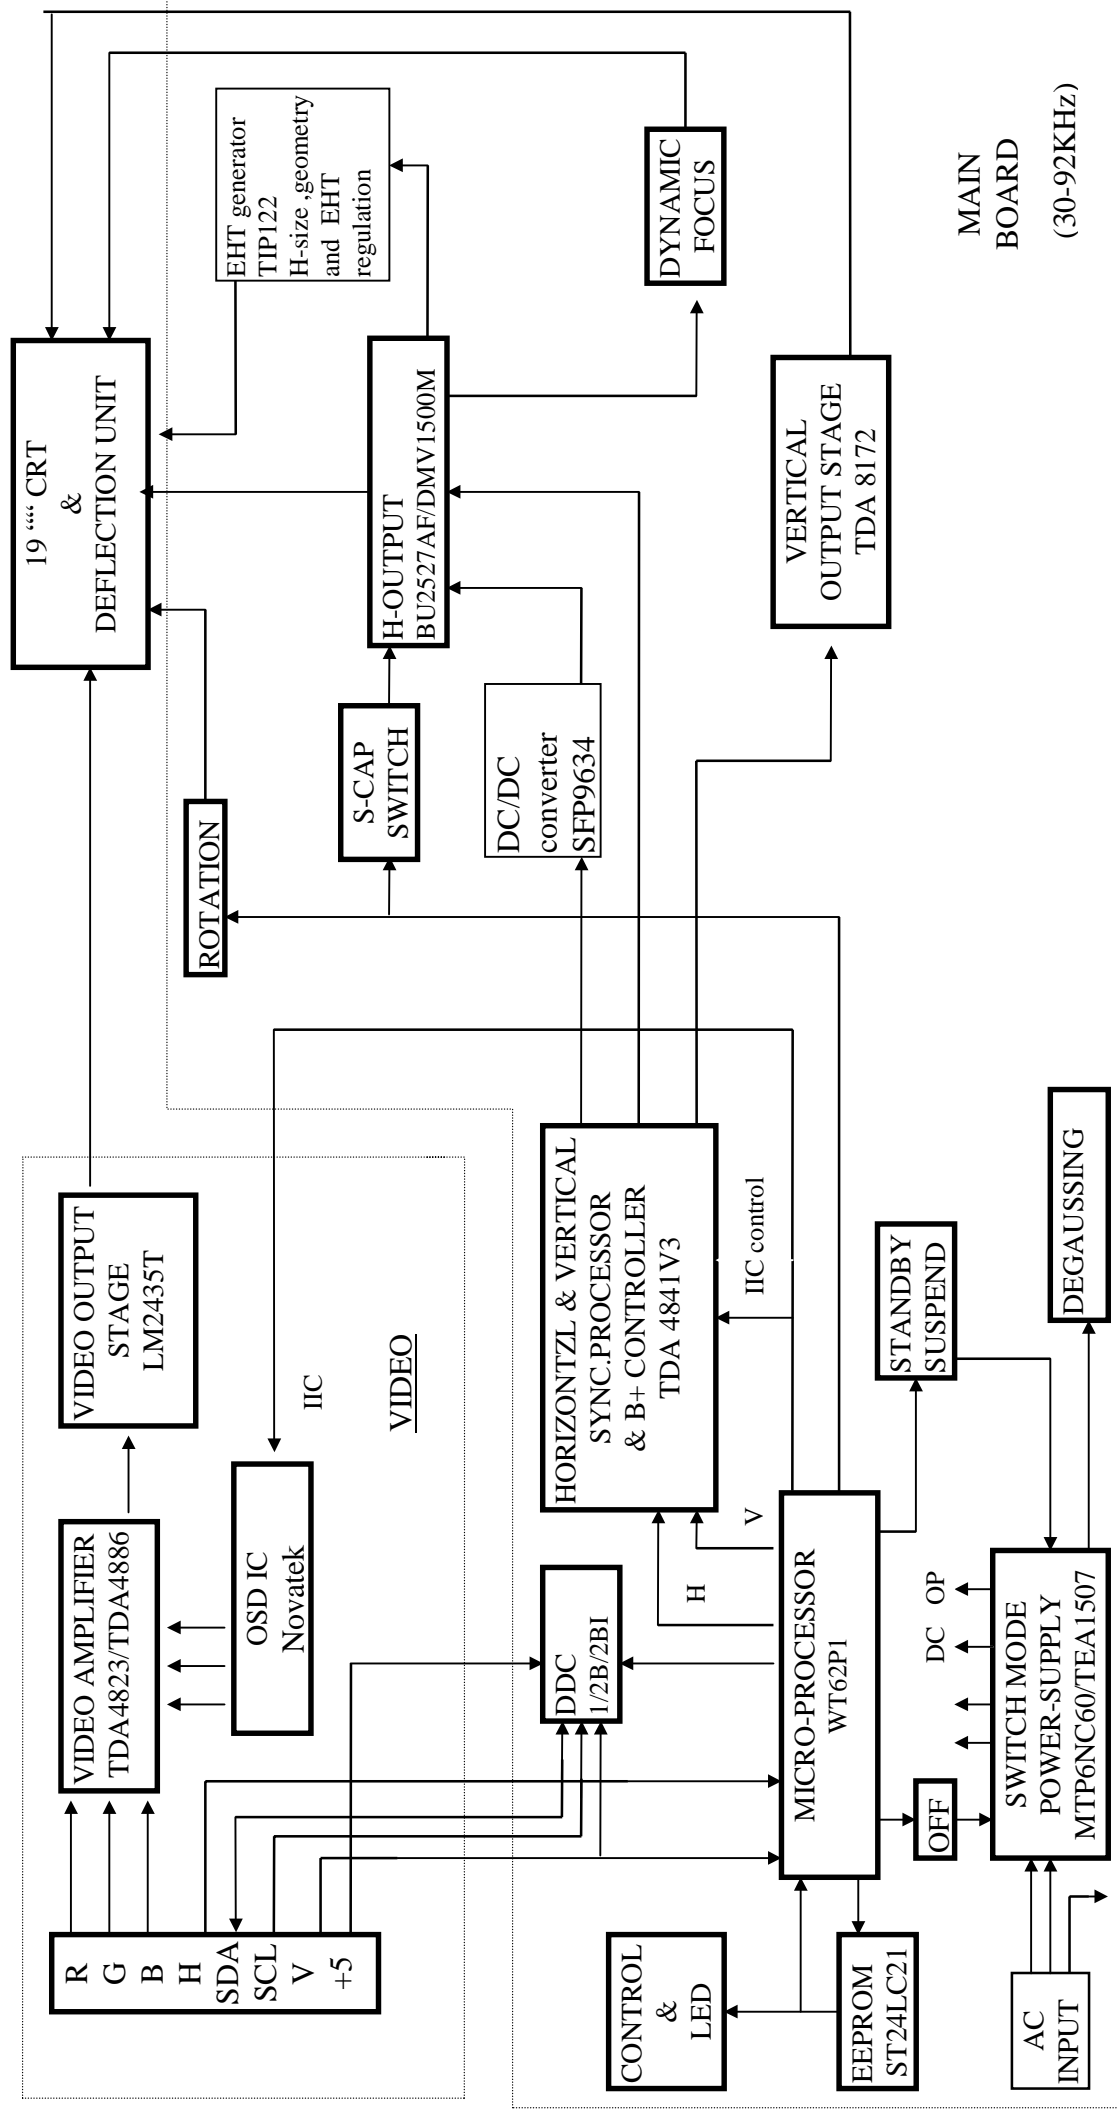 R
G
B
H
SDA
SCL
V
+5
VIDEO AMPLIFIER
TDA4823/TDA4886
VIDEO OUTPUT
STAGE
LM2435T
OSD IC
Novatek
IIC
VIDEO
19 ““ CRT
&
DEFLECTION UNIT
ROTATION
EHT generator
TIP122
H-size ,geometry
and EHT
regulation
S-CAP
SWITCH
H-OUTPUT
BU2527AF/DMV1500M
DC/DC
converter
SFP9634
DYNAMIC
FOCUS
DDC
1/2B/2BI
H
V
HORIZONTZL & VERTICAL
SYNC.PROCESSOR
& B+ CONTROLLER
TDA 4841V3
IIC control
VERTICAL
OUTPUT STAGE
TDA 8172
CONTROL
&
LED
EEPROM
ST24LC21
MICRO-PROCESSOR
WT62P1
STANDBY
SUSPEND
OFF
DC OP
AC
INPUT
SWITCH MODE
POWER-SUPPLY
MTP6NC60/TEA1507
DEGAUSSING
MAIN
BOARD
(30-92KHz)